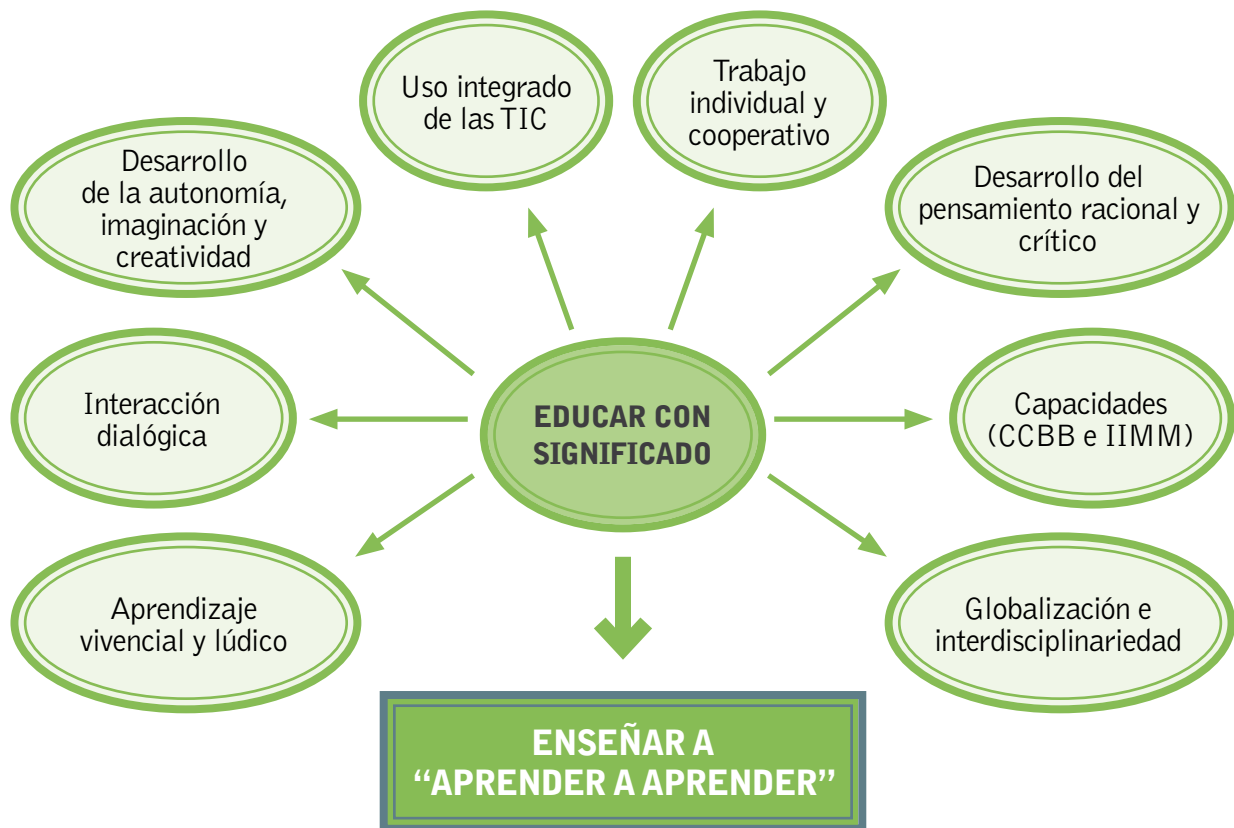 Uso integrado
de las TIC
Trabajo
individual y
cooperativo
Desarrollo
de la autonomía,
imaginación y
creatividad
Desarrollo del
pensamiento racional y
crítico
Interacción
dialógica
EDUCAR CON
SIGNIFICADO
Capacidades
(CCBB e IIMM)
Aprendizaje
vivencial y lúdico
Globalización e
interdisciplinariedad
ENSEÑAR A
“APRENDER A APRENDER”